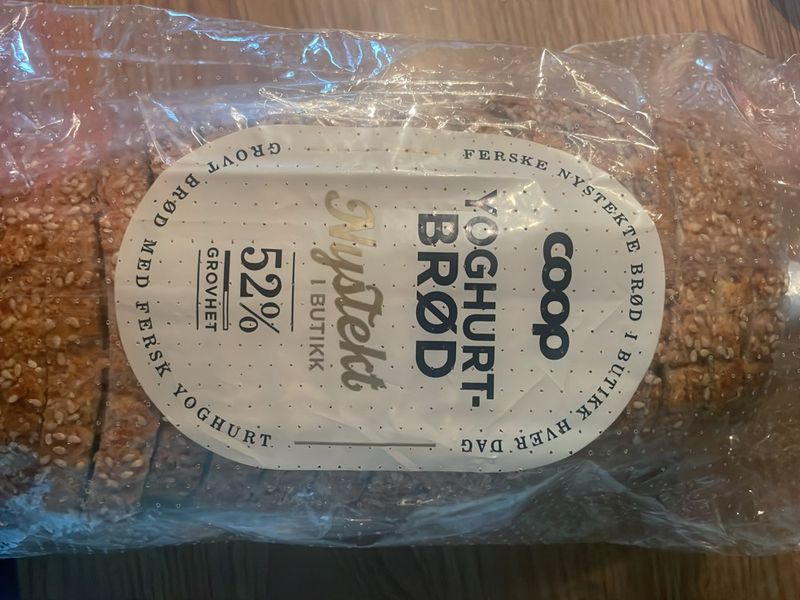 FERSKE NYSTEKTE BRØD I BUTIKK HVER DAG
coop
YOGHURT-
BRØD
Nystekt
I BUTIKK
52%
GROVHET
GROVT BRØD MED FERSK YOGHURT